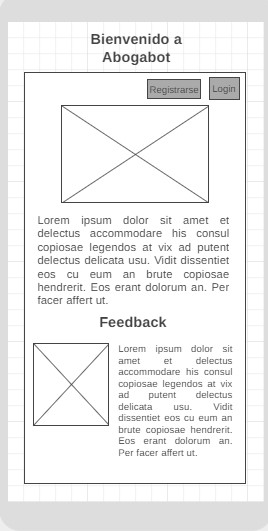 Bienvenido a
Abogabot
Registrarse
Login
Lorem ipsum dolor sit amet et
delectus accommodare his consul
copiosae legendos at vix ad putent
delectus delicata usu. Vidit dissentiet
eos cu eum an brute copiosae
hendrerit. Eos erant dolorum an. Per
facer affert ut.
Feedback
Lorem ipsum dolor sit
amet et delectus
accommodare his consul
copiosae legendos at vix
ad putent delectus
delicata usu. Vidit
dissentiet eos cu eum an
brute copiosae hendrerit.
Eos erant dolorum an.
Per facer affert ut.